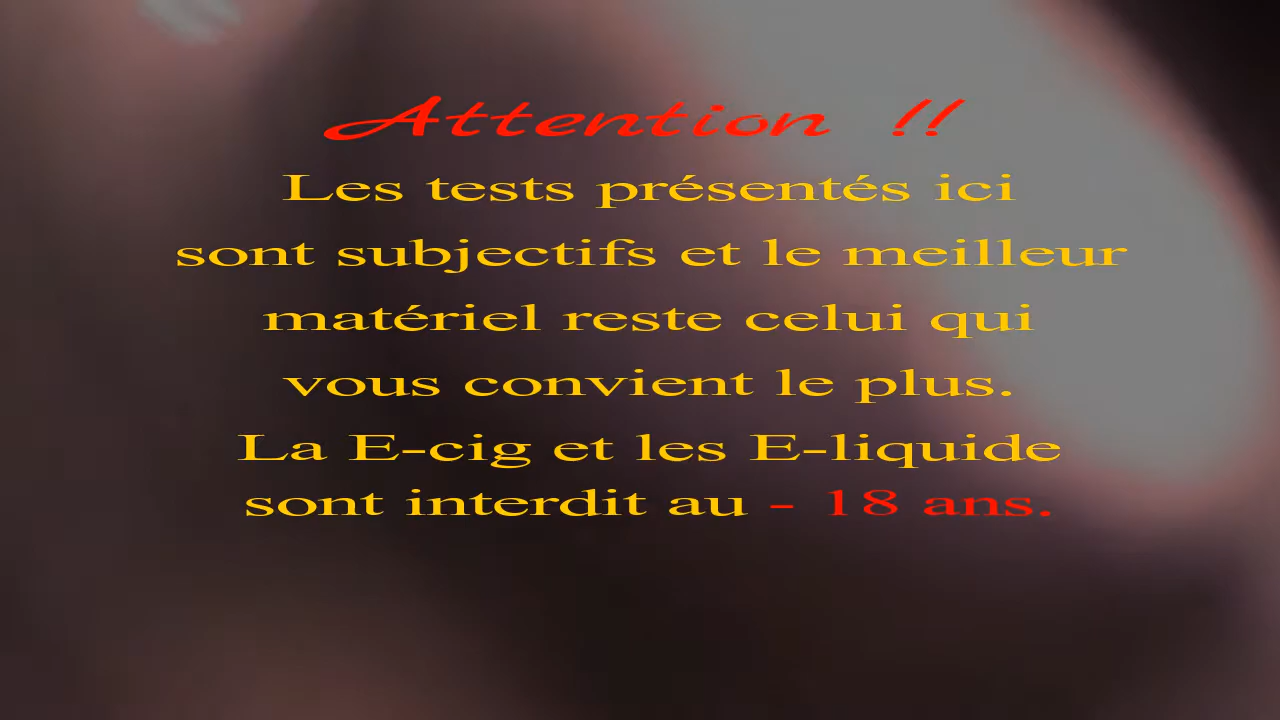 Attention !!
Les tests présentés ici
sont subjectifs et le meilleur
matériel reste celui qui
vous convient le plus.
La E-cig et les E-liquide
sont interdit au - 18 ans.